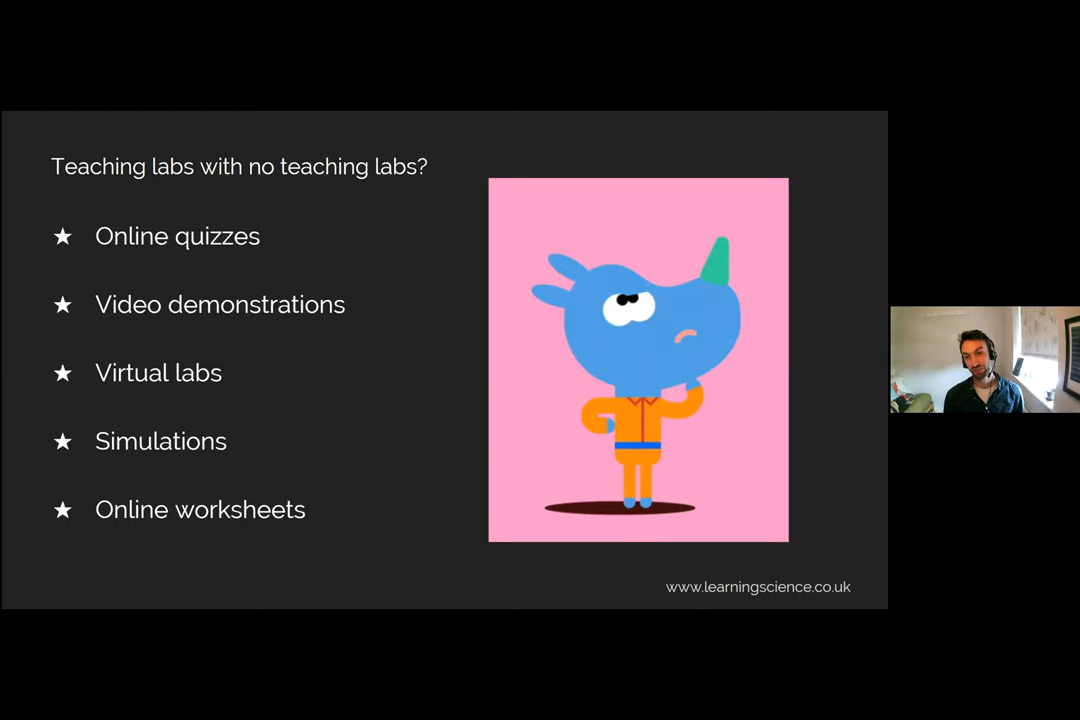 Teaching labs with no teaching labs?
★ Online quizzes
★ Video demonstrations
★ Virtual labs
★ Simulations
★ Online worksheets
www.learningscience.co.uk